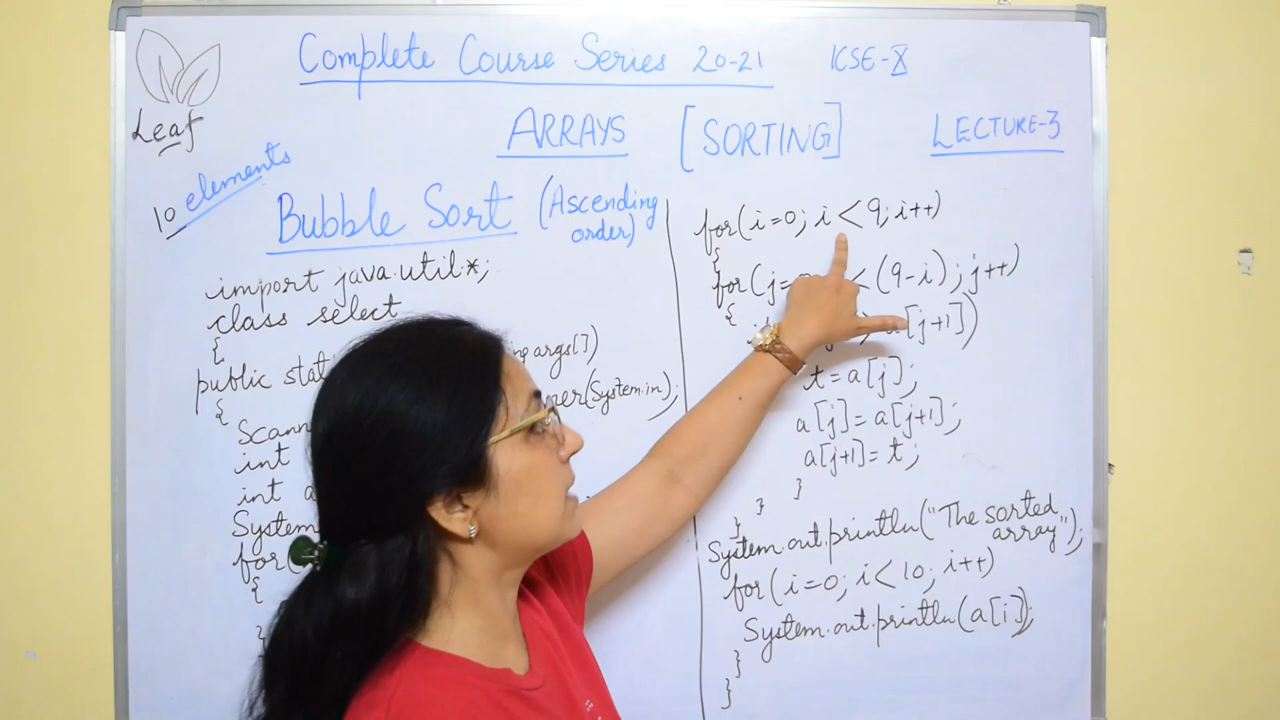 Leaf
Complete Course Series 20-21 ICSE-X
ARRAYS [SORTING] LECTURE-3
10 elements
Bubble Sort (Ascending order)
import java.util.*;
class select
{
public stat
ng args[])
{
Scann
ner(System.in);
int
int a
System
for(
{
for(i=0; i<9; i++)
{
for(j= < (9-i); j++)
{
a[j+1])
t=a[j];
a[j]=a[j+1];
a[j+1]=t;
}
}
}
System.out.println("The sorted array");
for(i=0; i<10; i++)
System.out.println(a[i]);
}
}